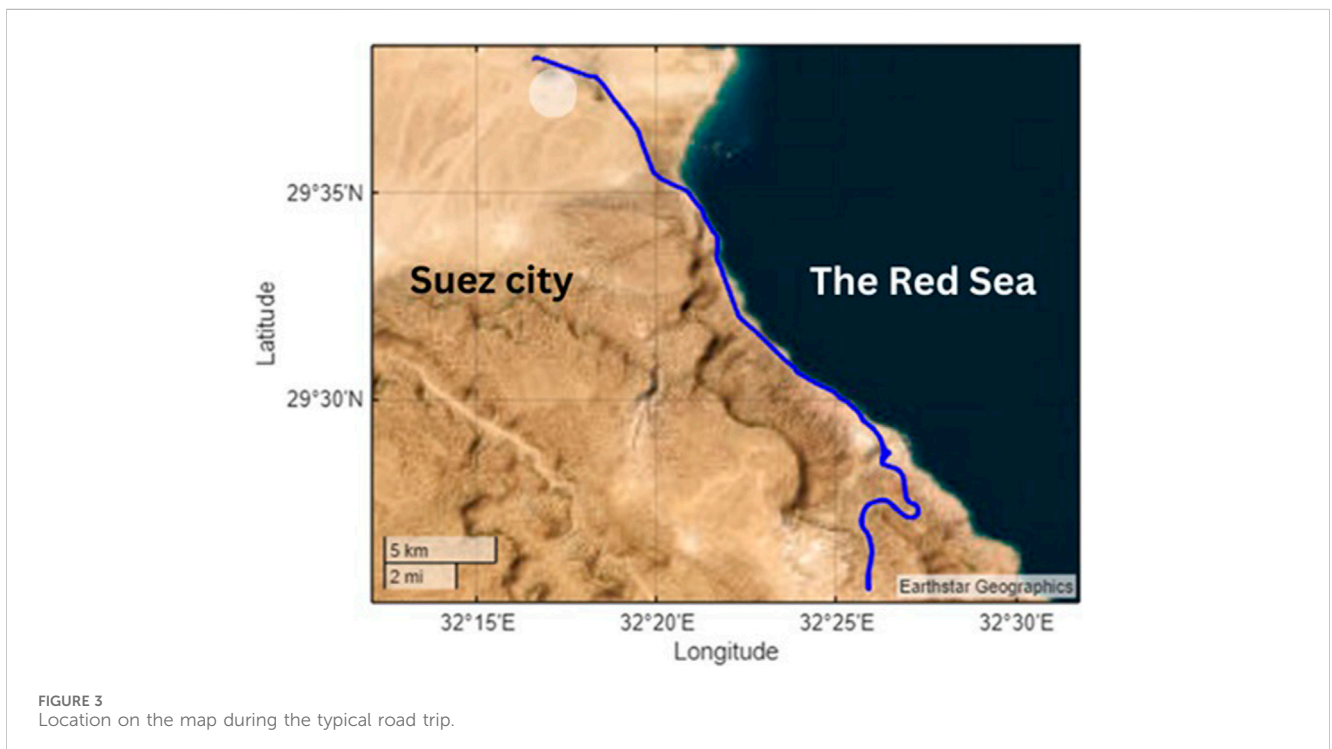 29°35'N
Suez city
The Red Sea
Latitude
29°30'N
5 km
2 mi
Earthstar Geographics
32°15'E
32°20'E
32°25'E
32°30'E
Longitude
FIGURE 3
Location on the map during the typical road trip.